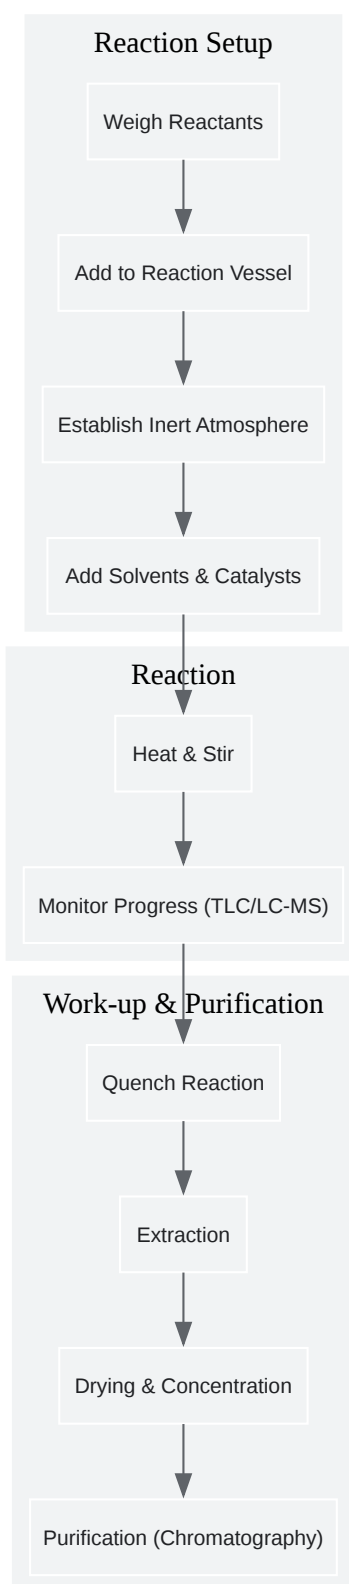 Reaction Setup
Weigh Reactants
Add to Reaction Vessel
Establish Inert Atmosphere
Add Solvents & Catalysts
Reaction
Heat & Stir
Monitor Progress (TLC/LC-MS)
Work-up & Purification
Quench Reaction
Extraction
Drying & Concentration
Purification (Chromatography)